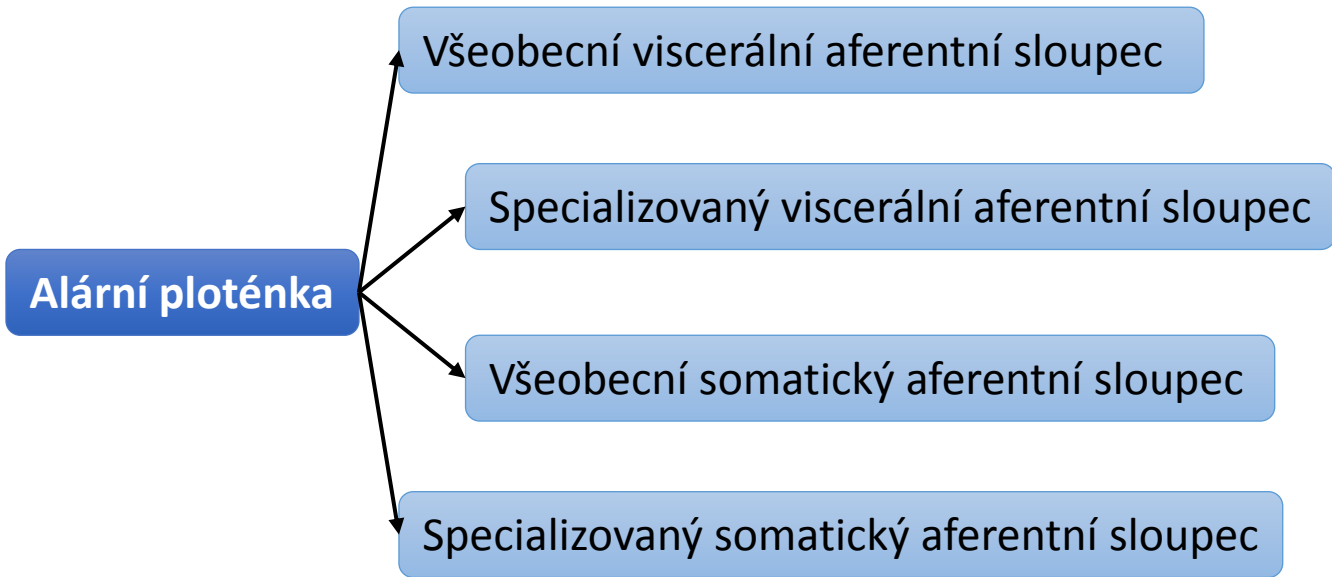 Všeobecní viscerální aferentní sloupec
Specializovaný viscerální aferentní sloupec
Alární ploténka
Všeobecní somatický aferentní sloupec
Specializovaný somatický aferentní sloupec